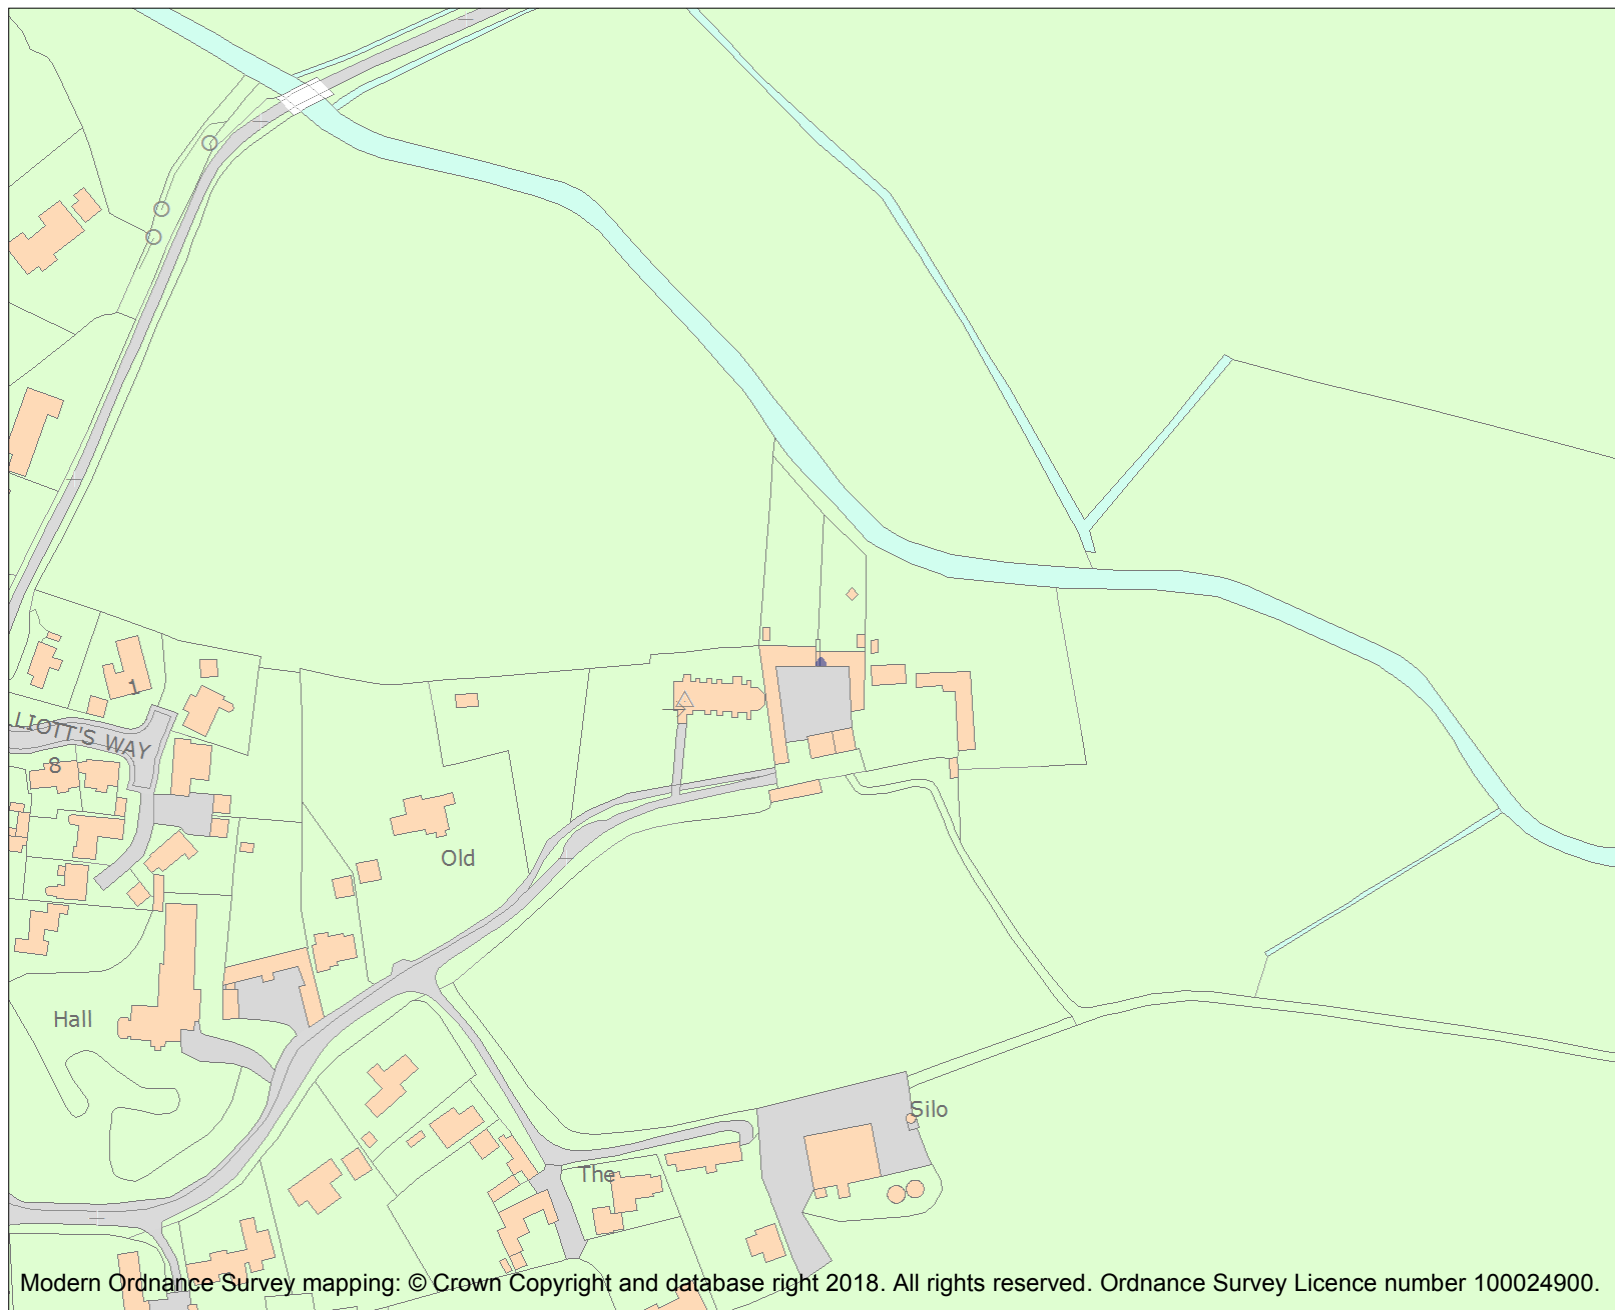 1
LLIOTT'S WAY
8
Old
Hall
Silo
The
Modern Ordnance Survey mapping: © Crown Copyright and database right 2018. All rights reserved. Ordnance Survey Licence number 100024900.